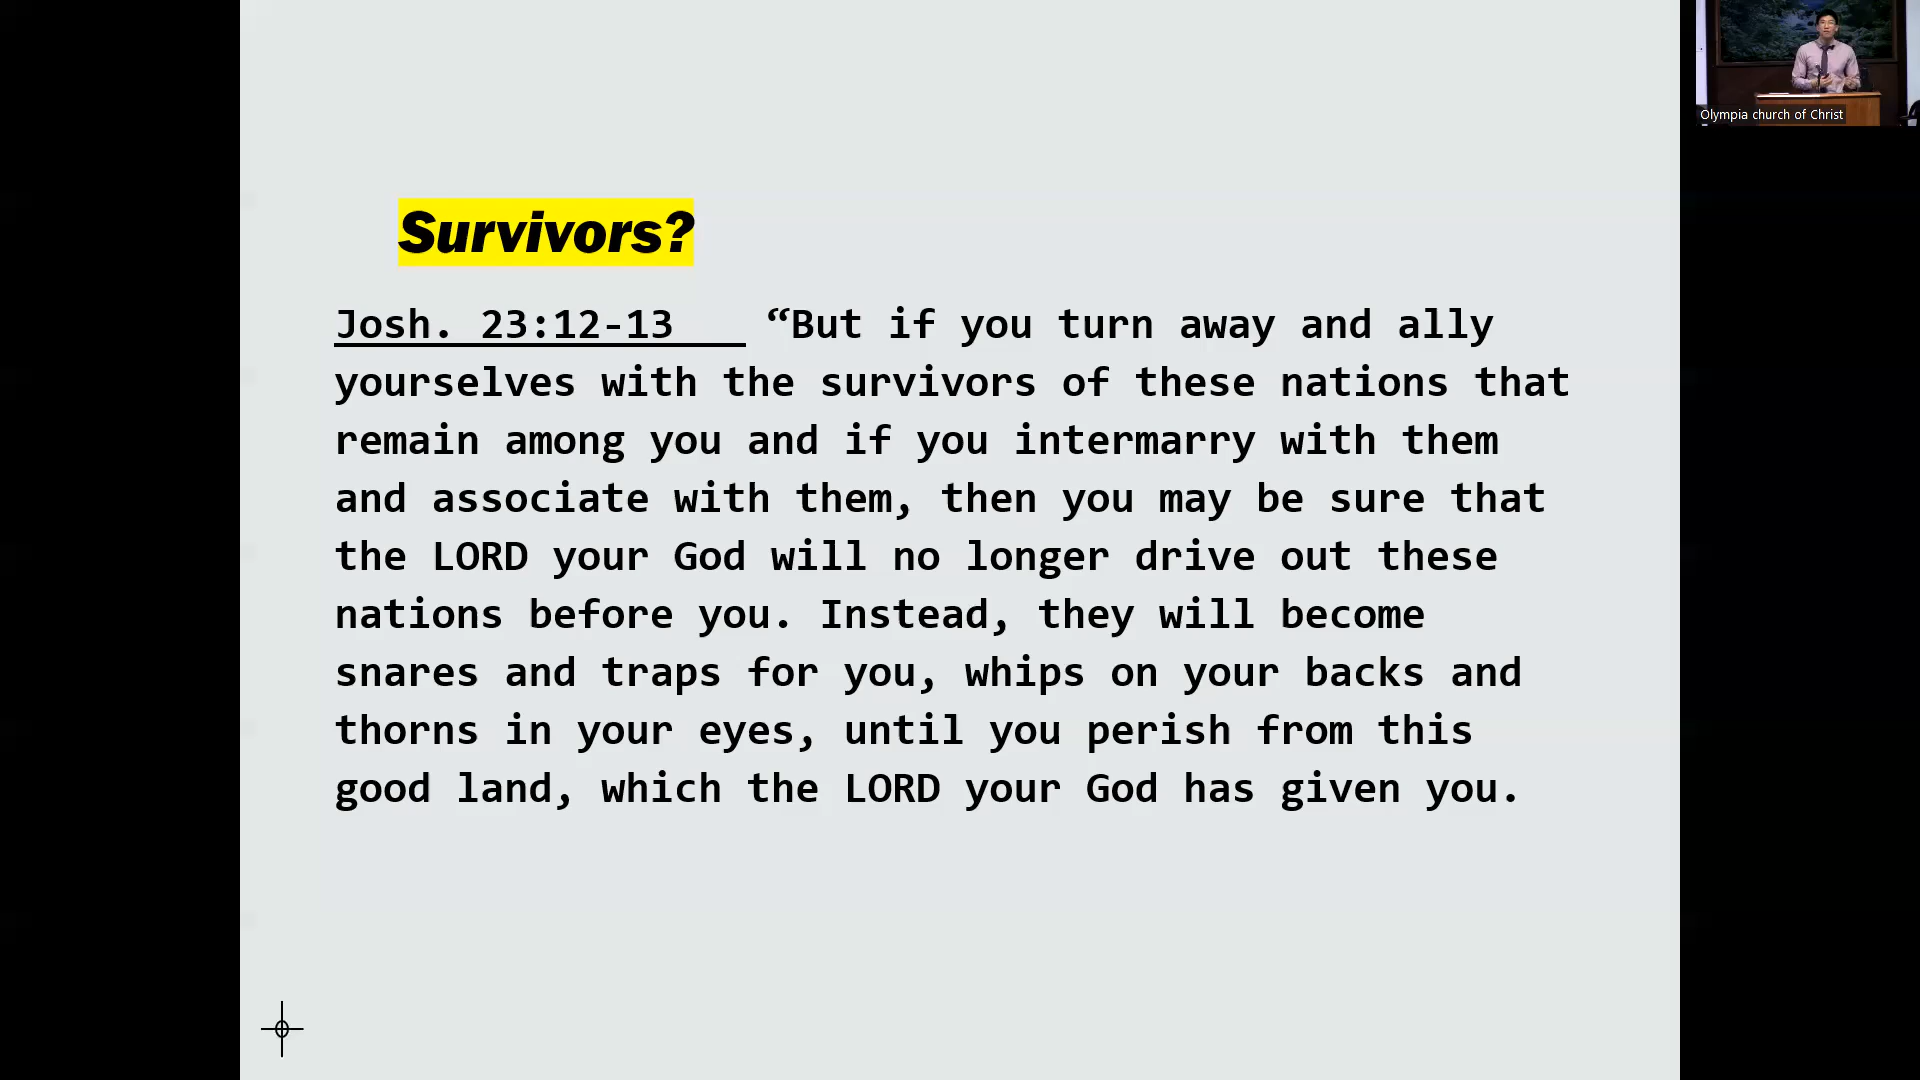 Olympia church of Christ
Survivors?
Josh. 23:12-13 “But if you turn away and ally
yourselves with the survivors of these nations that
remain among you and if you intermarry with them
and associate with them, then you may be sure that
the LORD your God will no longer drive out these
nations before you. Instead, they will become
snares and traps for you, whips on your backs and
thorns in your eyes, until you perish from this
good land, which the LORD your God has given you.